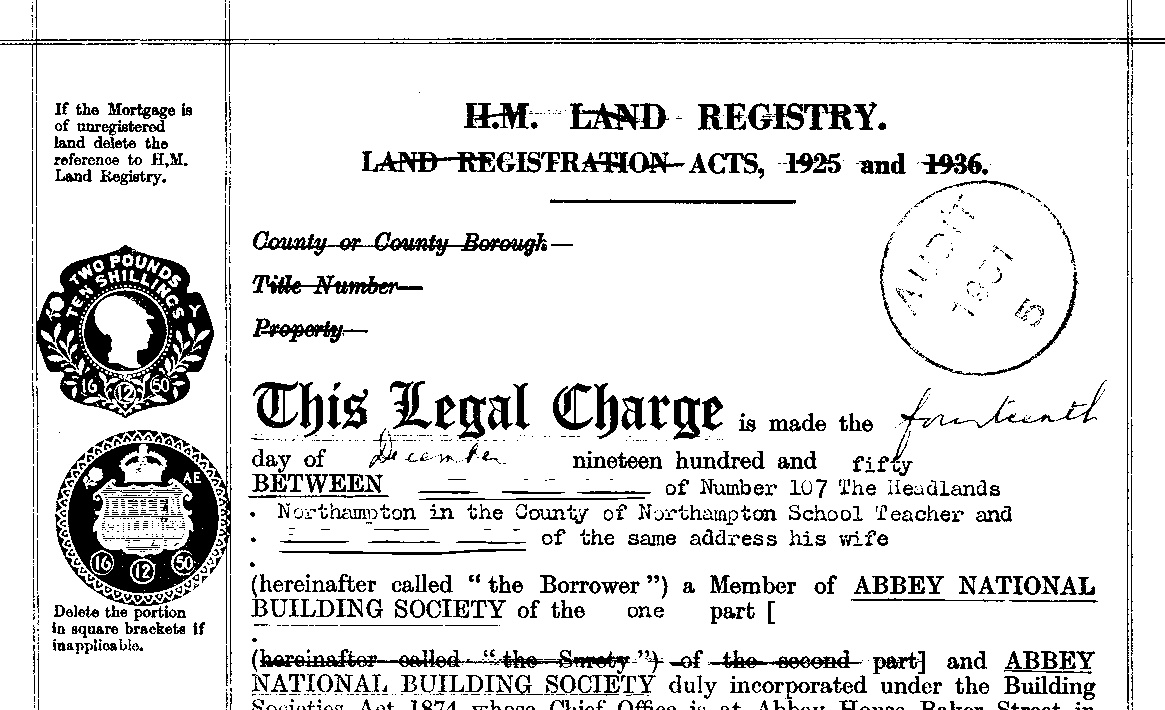 If the Mortgage is
of unregistered
land delete the
reference to H.M.
Land Registry.
H.M. LAND REGISTRY.
LAND REGISTRATION ACTS, 1925 and 1936.
County or County Borough
Title Number
Property
TWO POUNDS
TEN SHILLINGS
16 12 50
AUDIT
1951
5
This Legal Charge is made the fourteenth
day of December nineteen hundred and fifty
BETWEEN of Number 107 The Headlands
Northampton in the County of Northampton School Teacher and
of the same address his wife
AE
FIFTEEN
SHILLINGS
16 12 50
(hereinafter called "the Borrower") a Member of ABBEY NATIONAL
BUILDING SOCIETY of the one part [
Delete the portion
in square brackets if
inapplicable.
(hereinafter called "the Surety") of the second part] and ABBEY
NATIONAL BUILDING SOCIETY duly incorporated under the Building
Societies Act 1874 whose Chief Office is at Abbey House Baker Street in